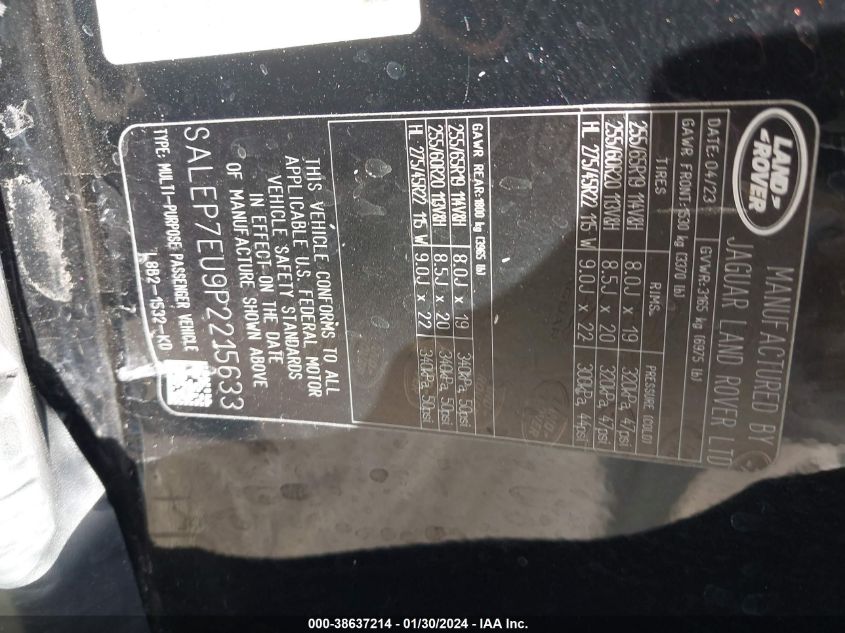 LAND
ROVER
MANUFACTURED BY
JAGUAR LAND ROVER LTD
DATE: 04/23 GVWR: 3165 kg (6975 lb)
GAWR FRONT: 1530 kg (3370 lb)
TIRES RIMS PRESSURE (COLD)
255/65R19 114V&H 8.0J x 19 320kPa, 47psi
255/60R20 113V&H 8.5J x 20 320kPa, 47psi
HL 275/45R22 115 W 9.0J x 22 300kPa, 44psi
GAWR REAR: 1800 kg (3965 lb)
255/65R19 114V&H 8.0J x 19 340kPa, 50psi
255/60R20 113V&H 8.5J x 20 340kPa, 50psi
HL 275/45R22 115 W 9.0J x 22 340kPa, 50psi
THIS VEHICLE CONFORMS TO ALL
APPLICABLE U.S. FEDERAL MOTOR
VEHICLE SAFETY STANDARDS
IN EFFECT ON THE DATE
OF MANUFACTURE SHOWN ABOVE
SALEP7EU9P2215633
TYPE: MULTI-PURPOSE PASSENGER VEHICLE
L8B2-1532-KD
000-38637214 - 01/30/2024 - IAA Inc.